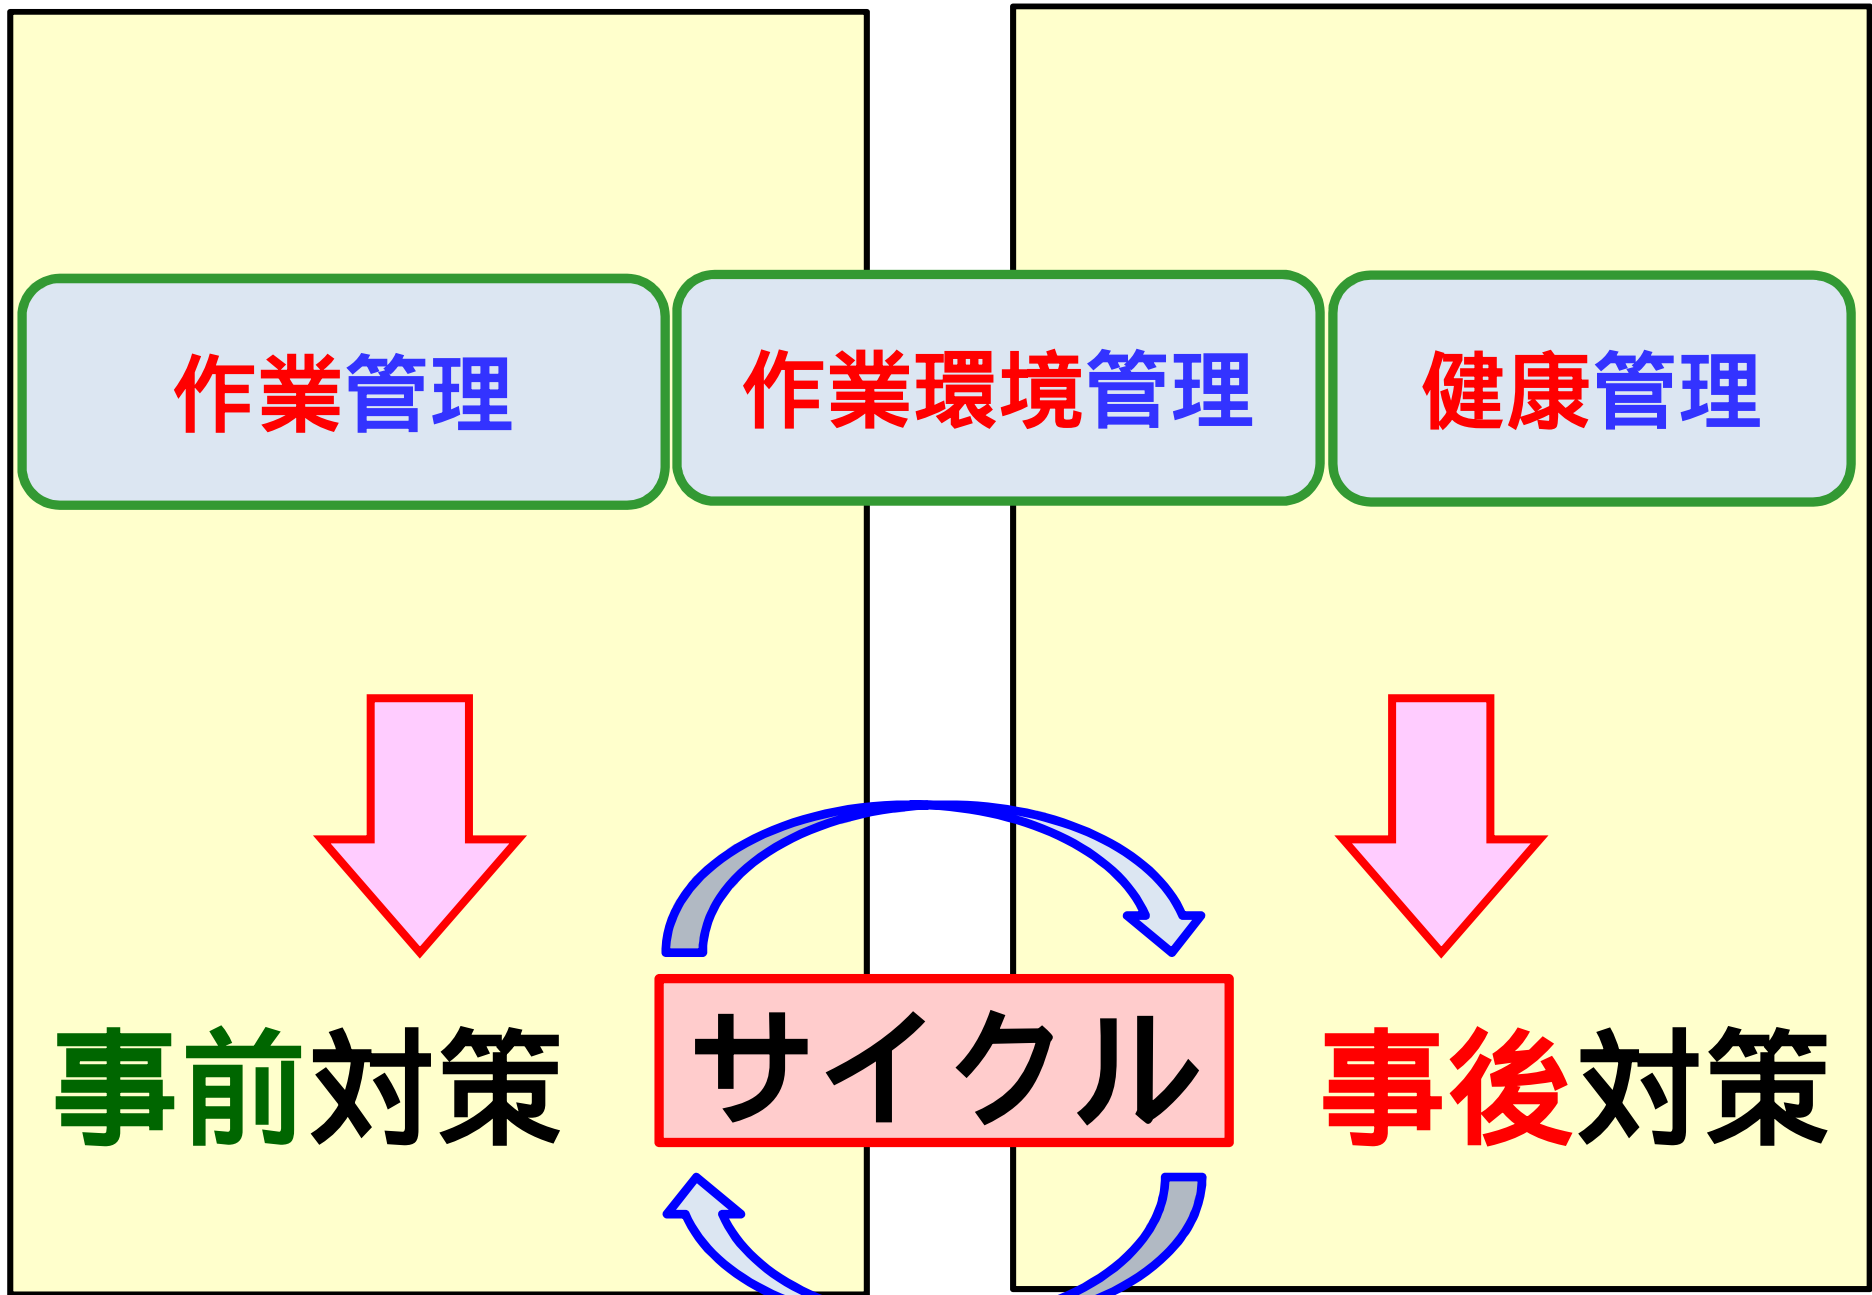 作業管理
作業環境管理
健康管理
事前対策
サイクル
事後対策